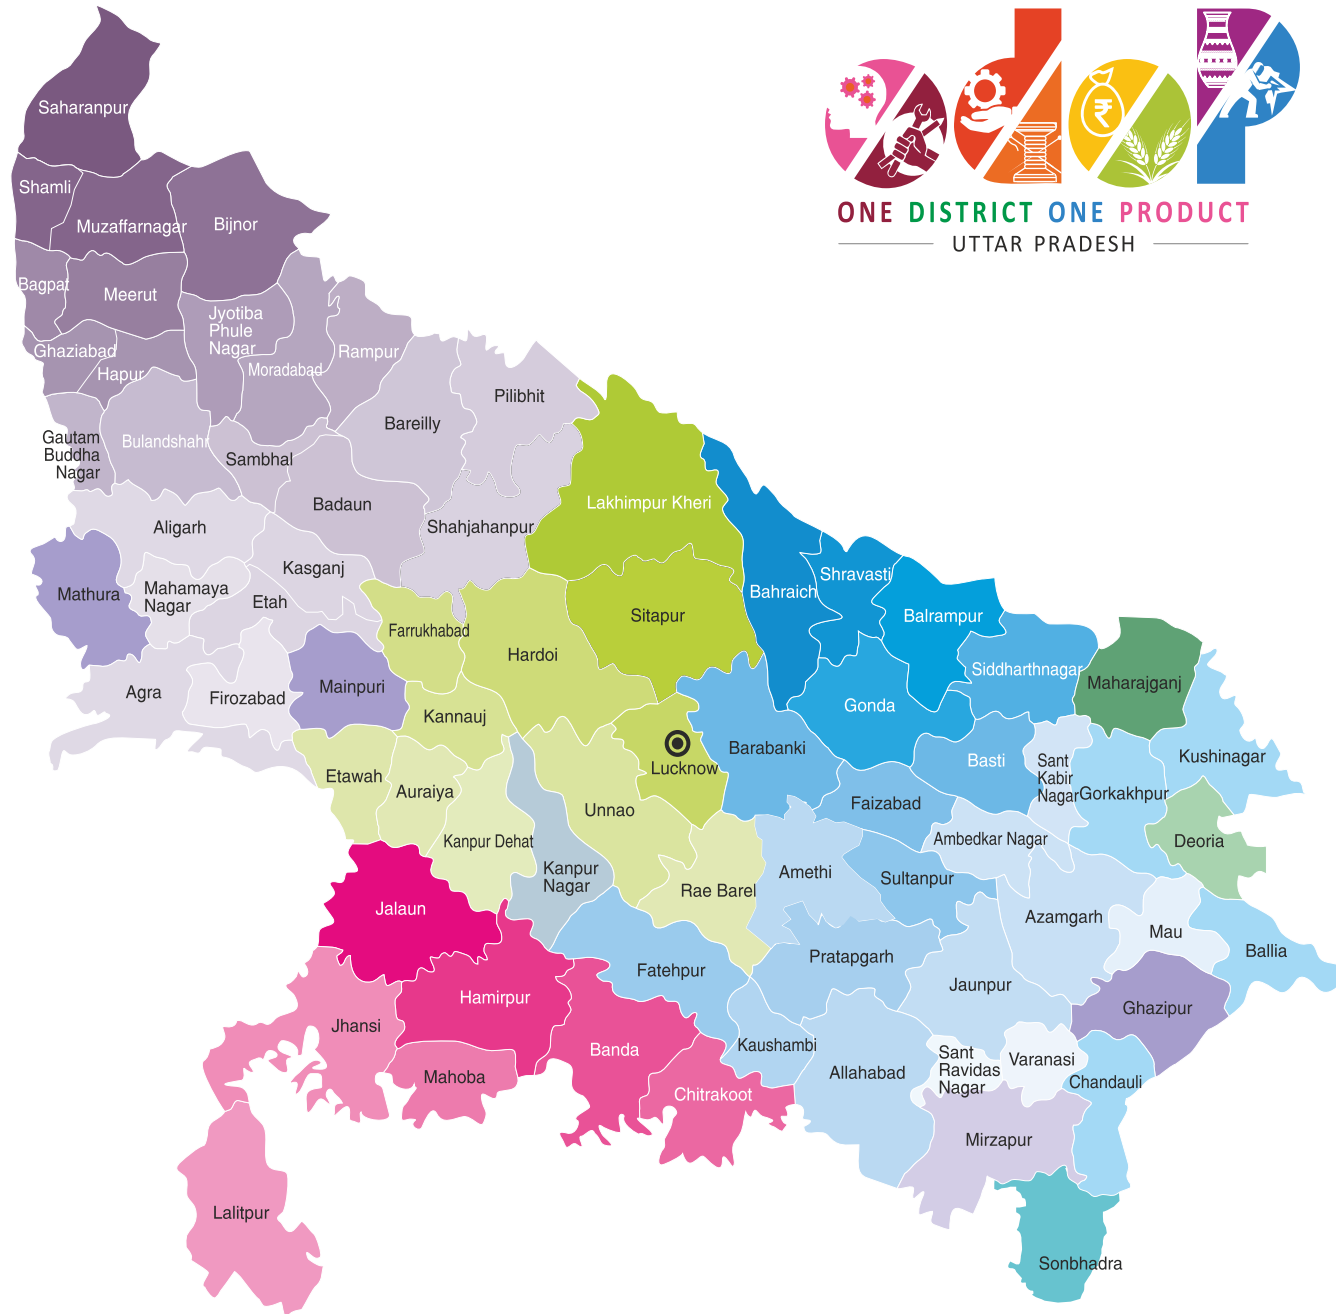 ONE DISTRICT ONE PRODUCT
UTTAR PRADESH
Saharanpur
Shamli
Muzaffarnagar
Bijnor
Bagpat
Meerut
Jyotiba
Phule
Nagar
Ghaziabad
Hapur
Moradabad
Rampur
Pilibhit
Bareilly
Gautam
Buddha
Nagar
Bulandshahr
Sambhal
Badaun
Shahjahanpur
Lakhimpur Kheri
Aligarh
Kasganj
Mathura
Mahamaya
Nagar
Etah
Farrukhabad
Sitapur
Bahraich
Shravasti
Balrampur
Hardoi
Agra
Firozabad
Mainpuri
Kannauj
Gonda
Siddharthnagar
Maharajganj
Etawah
Auraiya
Lucknow
Barabanki
Basti
Sant
Kabir
Nagar
Gorkakhpur
Kushinagar
Unnao
Faizabad
Kanpur Dehat
Ambedkar Nagar
Deoria
Kanpur
Nagar
Rae Barel
Amethi
Sultanpur
Jalaun
Azamgarh
Mau
Ballia
Fatehpur
Pratapgarh
Jaunpur
Hamirpur
Ghazipur
Jhansi
Banda
Kaushambi
Mahoba
Chitrakoot
Allahabad
Sant
Ravidas
Nagar
Varanasi
Chandauli
Mirzapur
Lalitpur
Sonbhadra